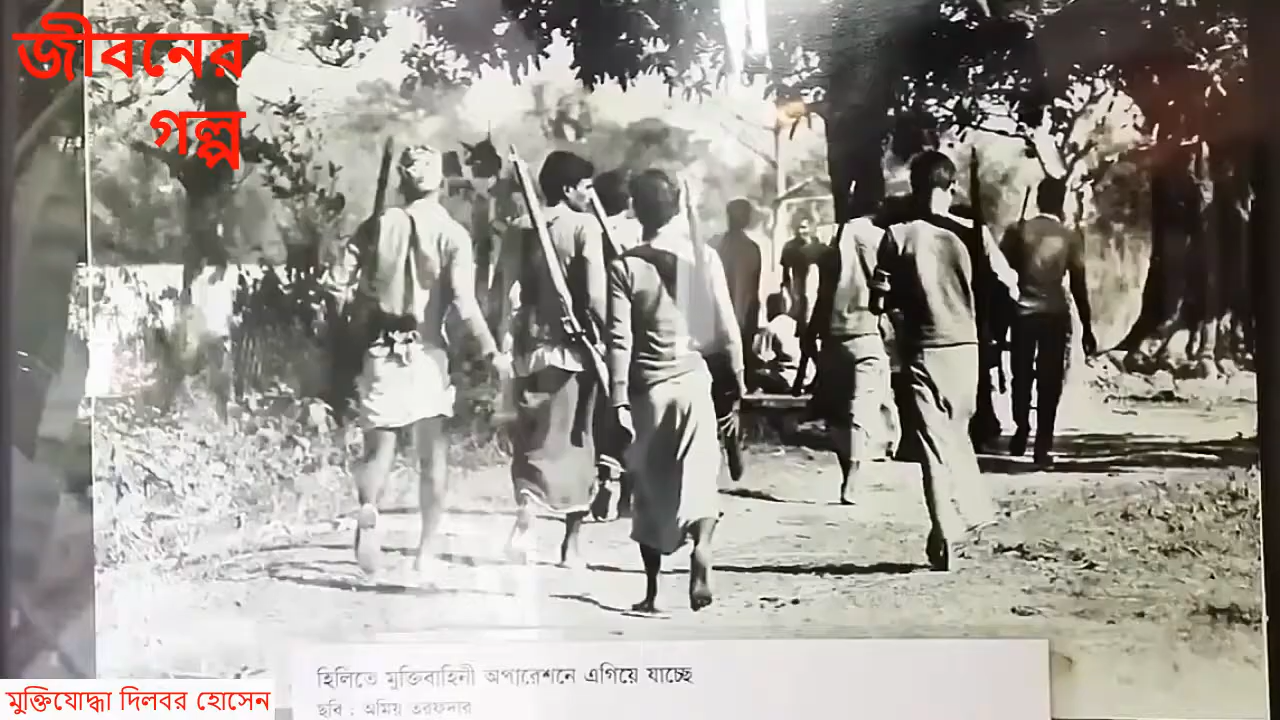 জীবনের
গল্প
হিলিতে মুক্তিবাহিনী অপারেশনে এগিয়ে যাচ্ছে
ছবি : অমিয় তরফদার
মুক্তিযোদ্ধা দিলবর হোসেন